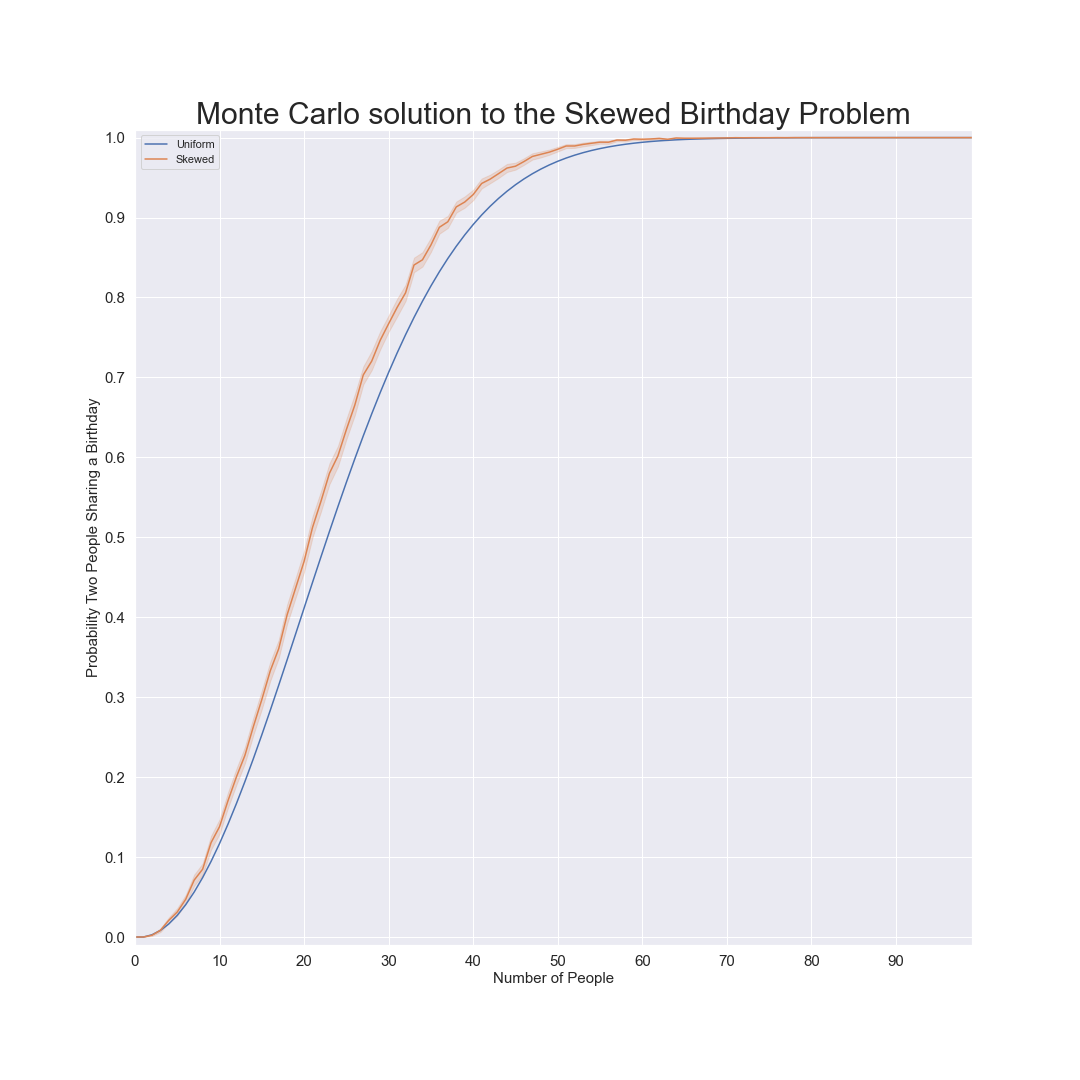 Monte Carlo solution to the Skewed Birthday Problem
Uniform
Skewed
1.0
0.9
0.8
0.7
0.6
0.5
0.4
0.3
0.2
0.1
0.0
Probability Two People Sharing a Birthday
0 10 20 30 40 50 60 70 80 90
Number of People